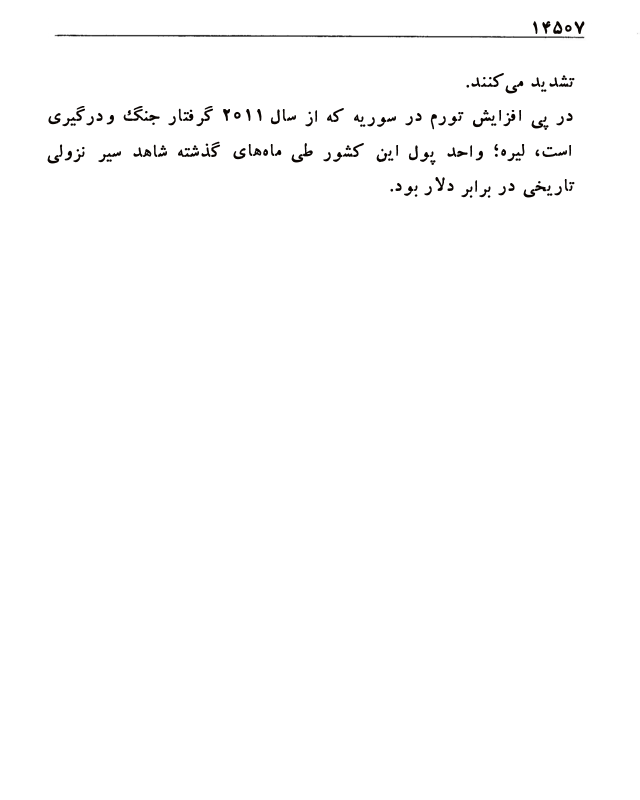 ۱۴۵۰۷
تشدید می‌کنند.
در پی افزایش تورم در سوریه که از سال ۲۰۱۱ گرفتار جنگ و درگیری
است، لیره؛ واحد پول این کشور طی ماه‌های گذشته شاهد سیر نزولی
تاریخی در برابر دلار بود.